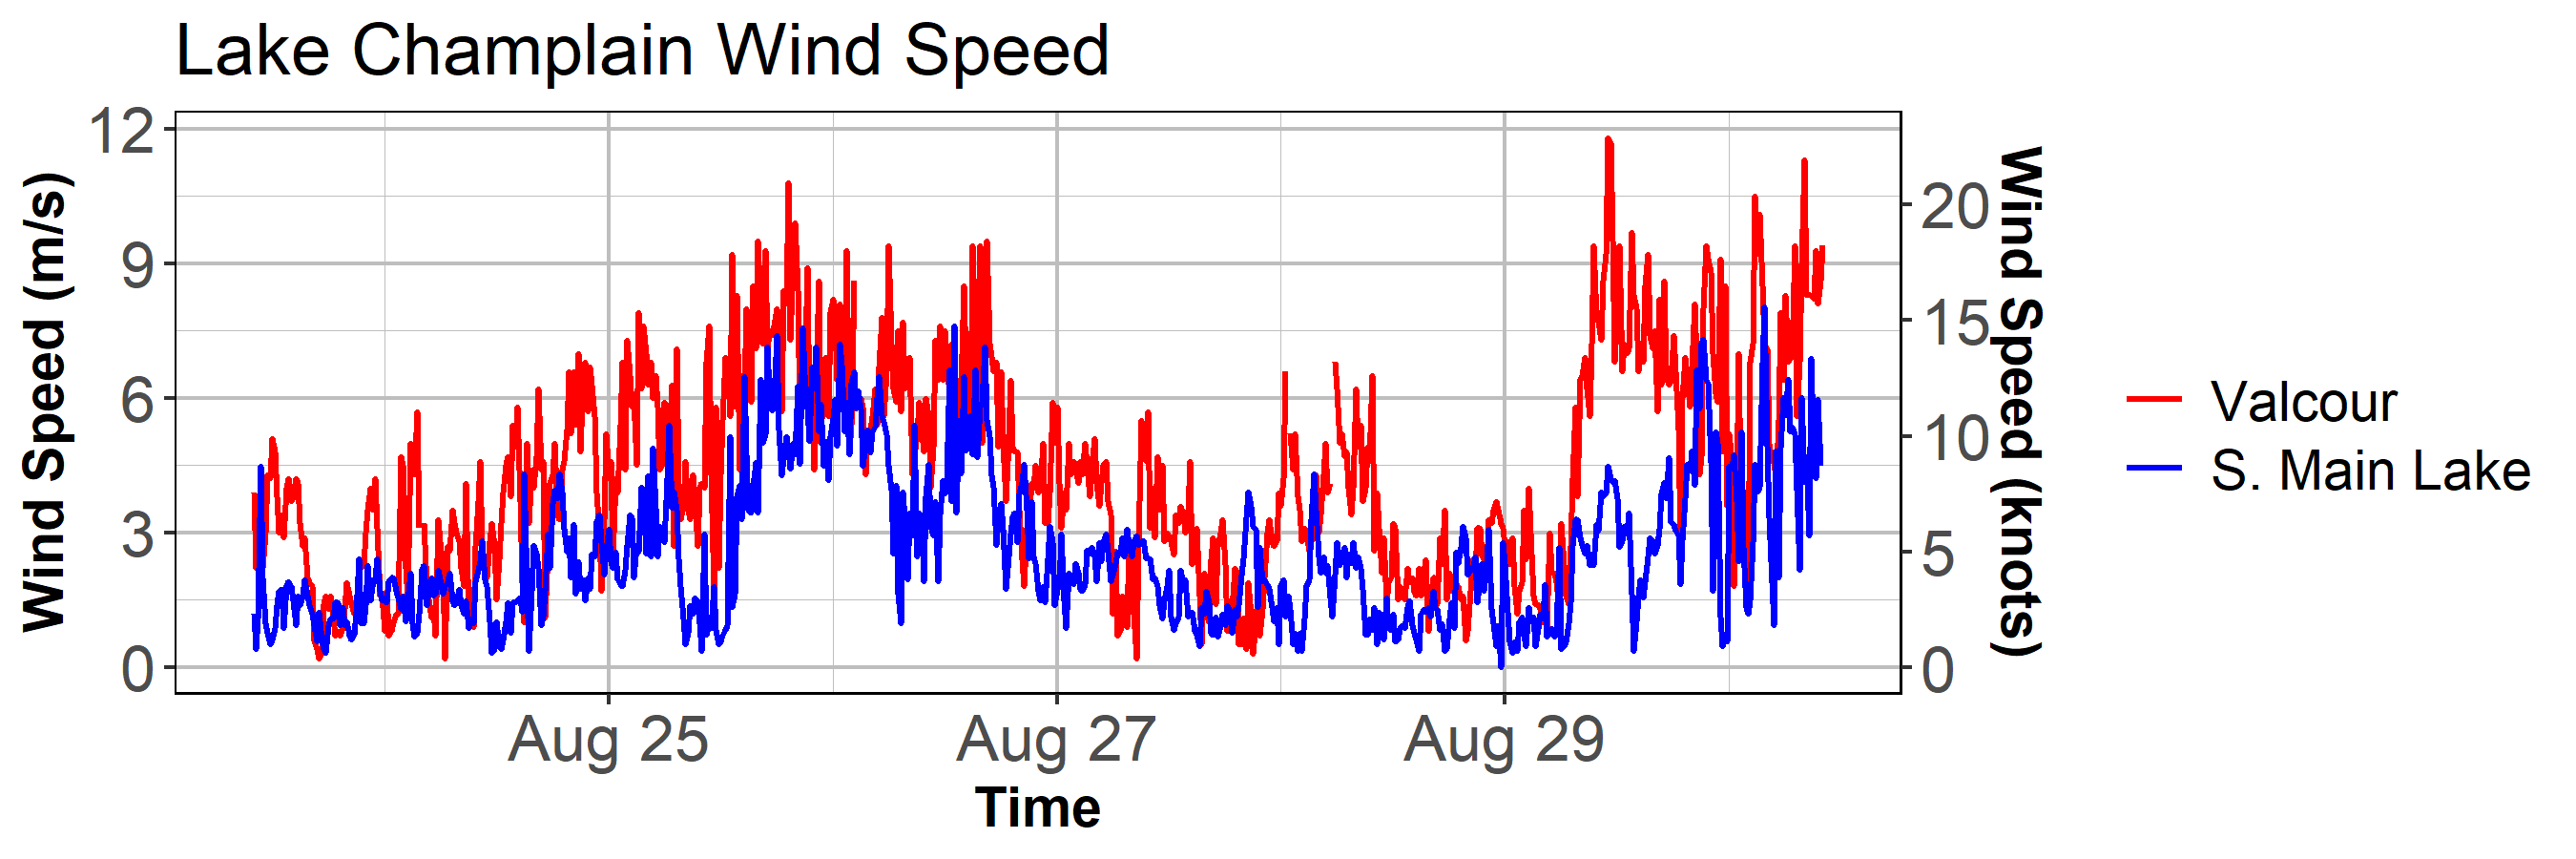 Lake Champlain Wind Speed
Wind Speed (m/s)
12
9
6
3
0
20
15
10
5
0
Wind Speed (knots)
Aug 25
Aug 27
Aug 29
Time
Valcour
S. Main Lake